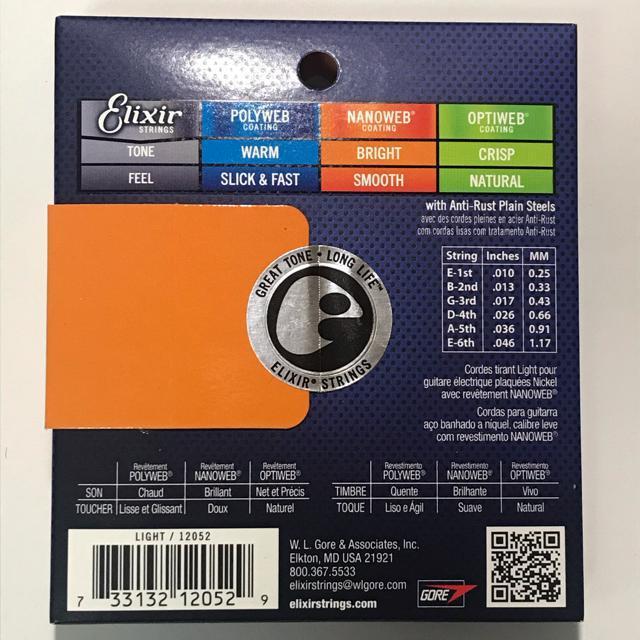 Elixir STRINGS POLYWEB® COATING NANOWEB® COATING OPTIWEB® COATING
TONE WARM BRIGHT CRISP
FEEL SLICK & FAST SMOOTH NATURAL
with Anti-Rust Plain Steels
avec des cordes pleines en acier Anti-Rust
com cordas lisas com tratamento Anti-Rust
String Inches MM
E-1st .010 0.25
B-2nd .013 0.33
G-3rd .017 0.43
D-4th .026 0.66
A-5th .036 0.91
E-6th .046 1.17
GREAT TONE • LONG LIFE™
ELIXIR® STRINGS
Cordes tirant Light pour
guitare électrique plaquées Nickel
avec revêtement NANOWEB®
Cordas para guitarra
aço banhado a níquel, calibre leve
com revestimento NANOWEB®
Revêtement POLYWEB® Revêtement NANOWEB® Revêtement OPTIWEB®
SON Chaud Brillant Net et Précis
TOUCHER Lisse et Glissant Doux Naturel
Revestimento POLYWEB® Revestimento NANOWEB® Revestimento OPTIWEB®
TIMBRE Quente Brilhante Vivo
TOQUE Liso e Ágil Suave Natural
LIGHT / 12052
7 33132 12052 9
W. L. Gore & Associates, Inc.
Elkton, MD USA 21921
800.367.5533
elixirstrings@wlgore.com
elixirstrings.com
GORE